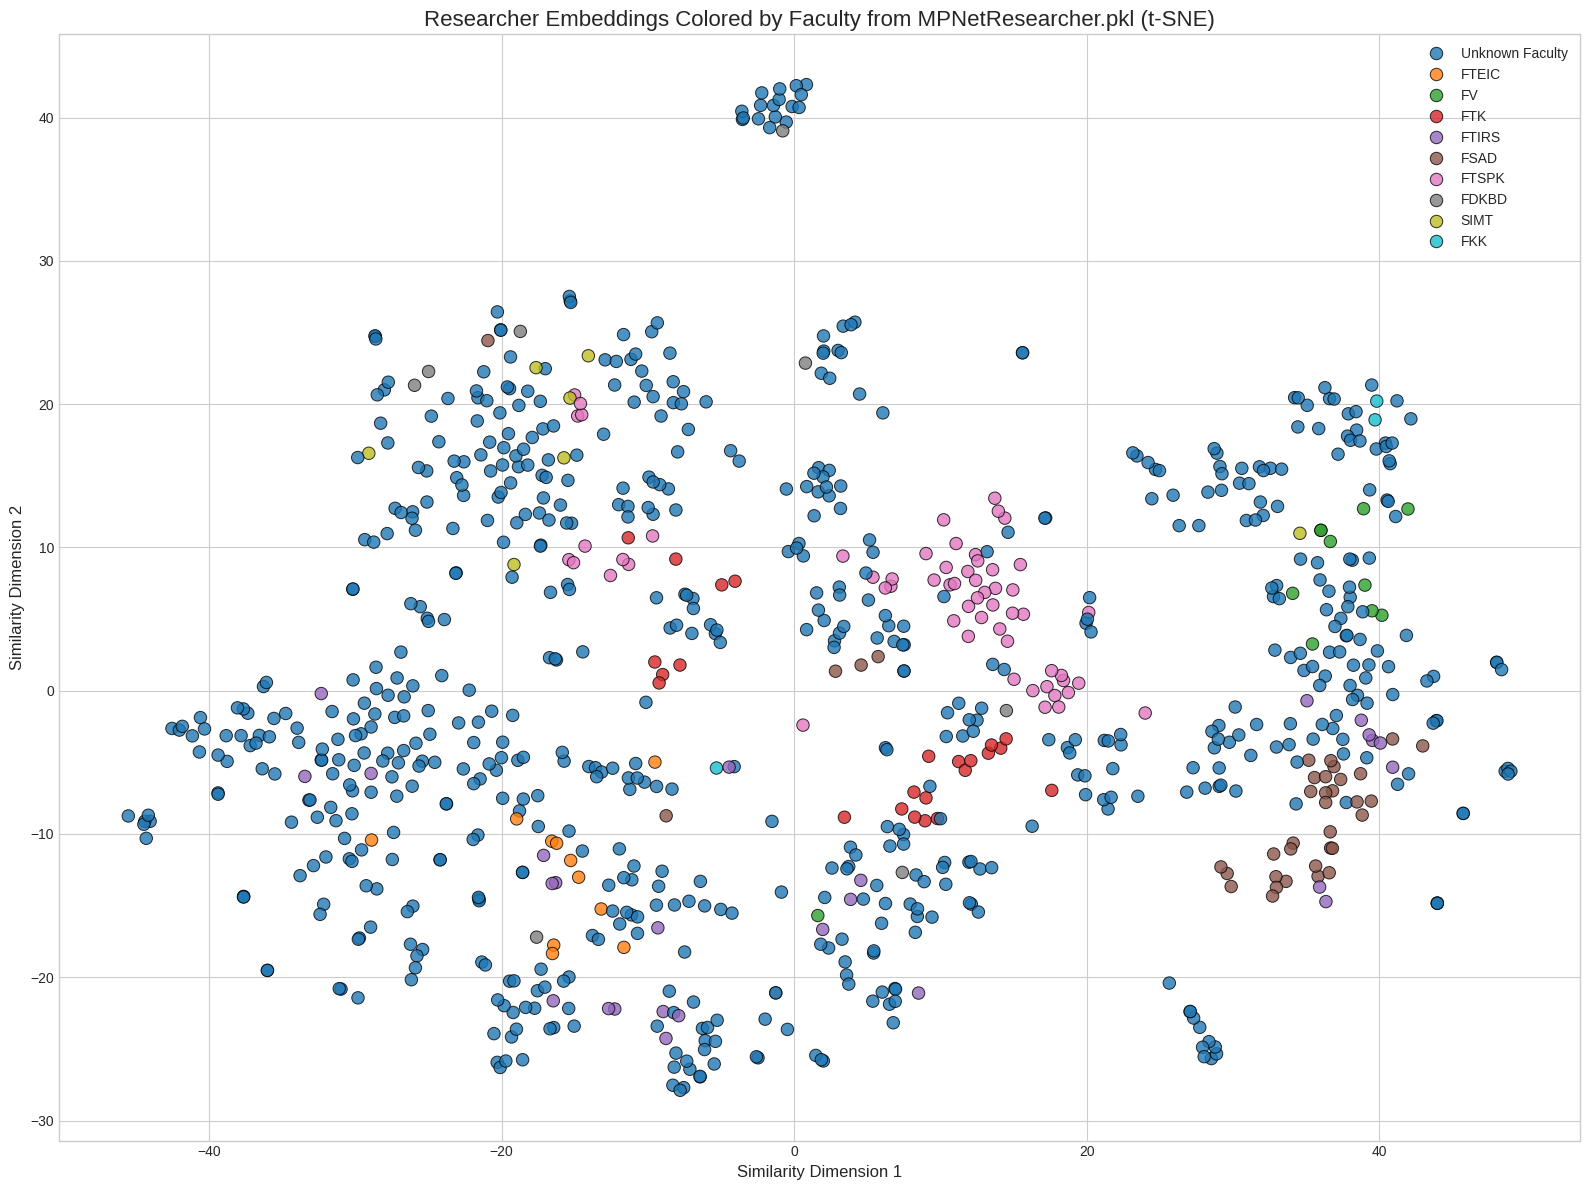 Researcher Embeddings Colored by Faculty from MPNetResearcher.pkl (t-SNE)
Unknown Faculty
FTEIC
FV
FTK
FTIRS
FSAD
FTSPK
FDKBD
SIMT
FKK
40
30
20
10
0
−10
−20
−30
Similarity Dimension 2
−40
−20
0
20
40
Similarity Dimension 1